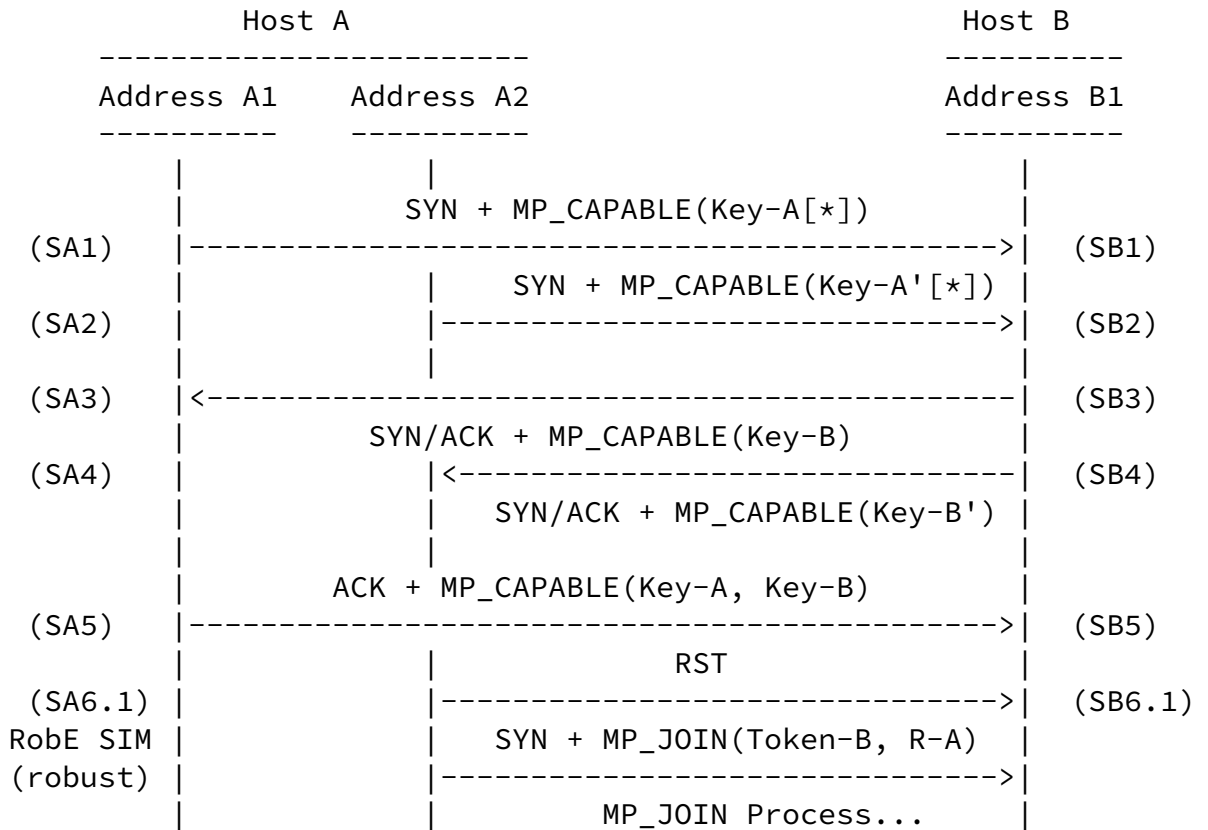 Host A Host B
Address A1 Address A2 Address B1
SYN + MP_CAPABLE(Key-A[*])
(SA1) (SB1)
SYN + MP_CAPABLE(Key-A'[*])
(SA2) (SB2)
(SA3) (SB3)
SYN/ACK + MP_CAPABLE(Key-B)
(SA4) (SB4)
SYN/ACK + MP_CAPABLE(Key-B')
ACK + MP_CAPABLE(Key-A, Key-B)
(SA5) (SB5)
RST
(SA6.1) (SB6.1)
RobE SIM SYN + MP_JOIN(Token-B, R-A)
(robust)
MP_JOIN Process...